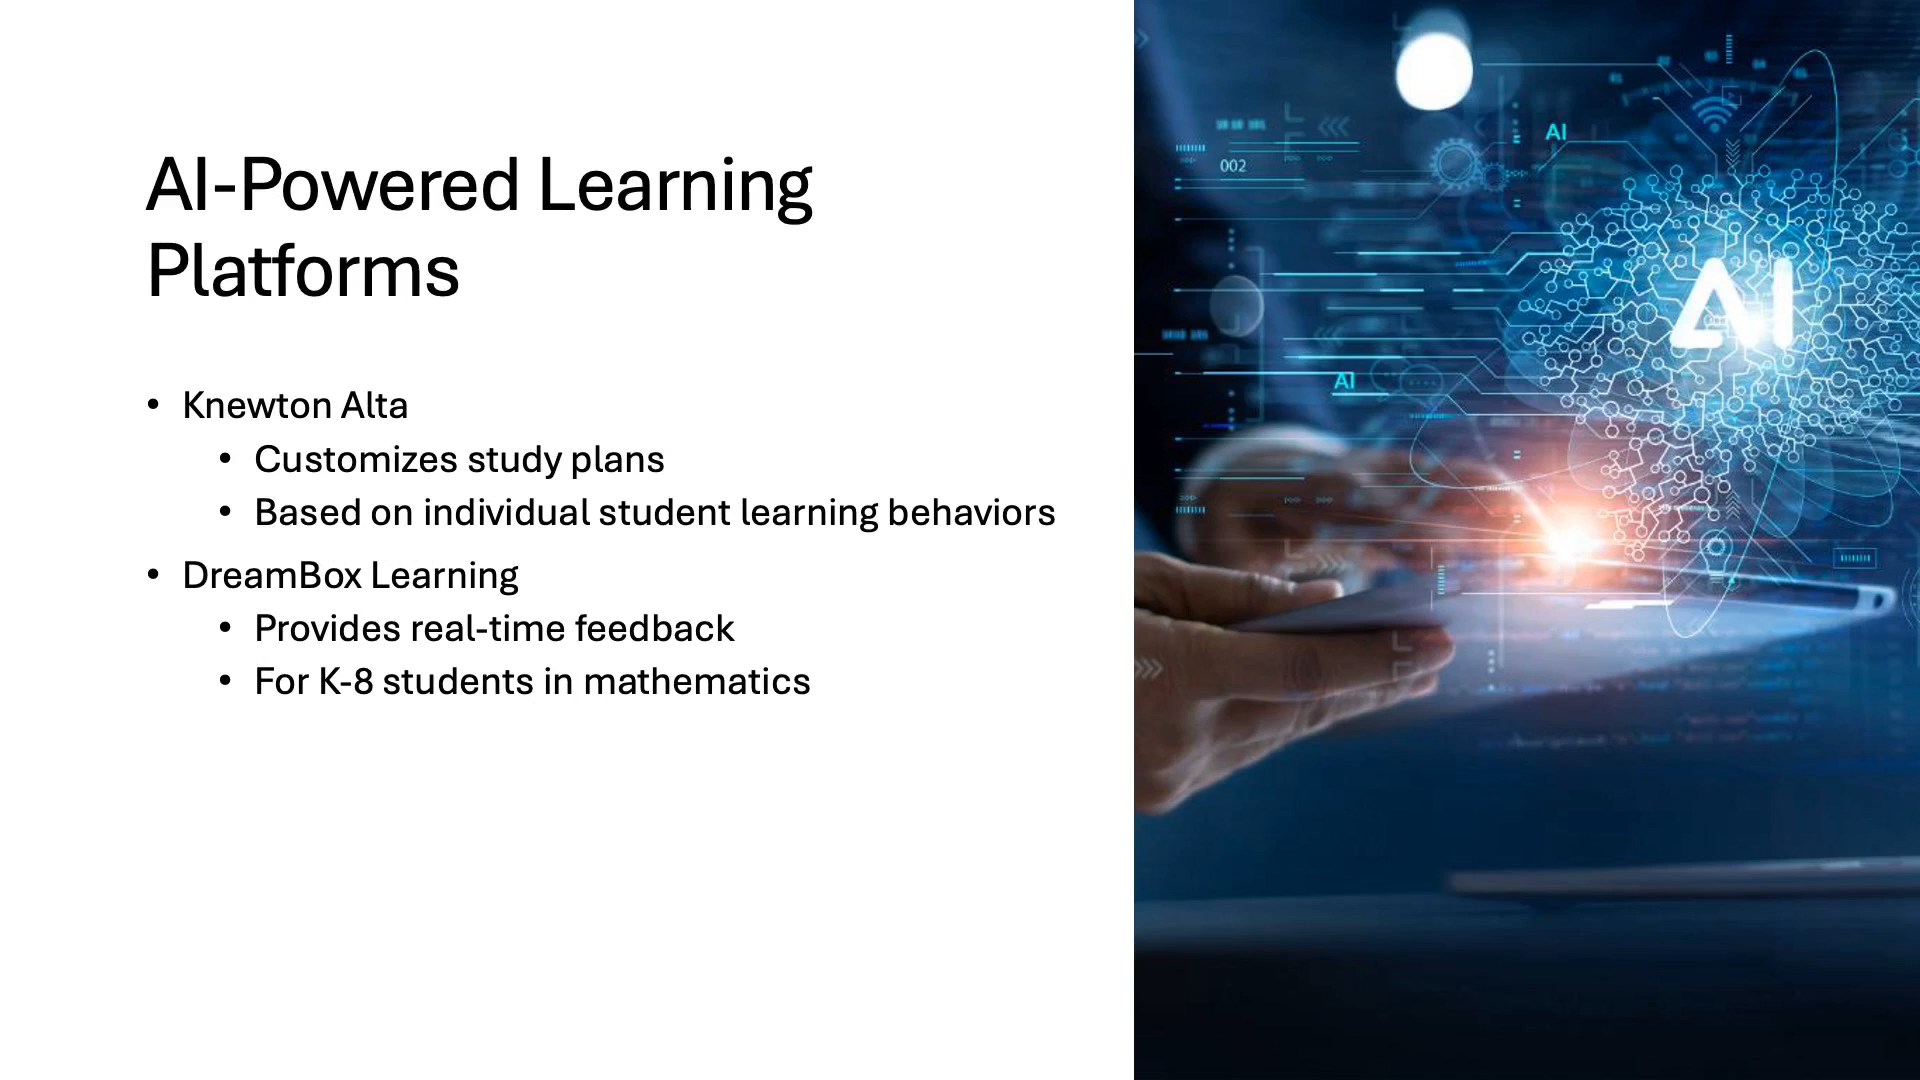 AI-Powered Learning
Platforms
• Knewton Alta
• Customizes study plans
• Based on individual student learning behaviors
• DreamBox Learning
• Provides real-time feedback
• For K-8 students in mathematics
AI
002
AI
AI